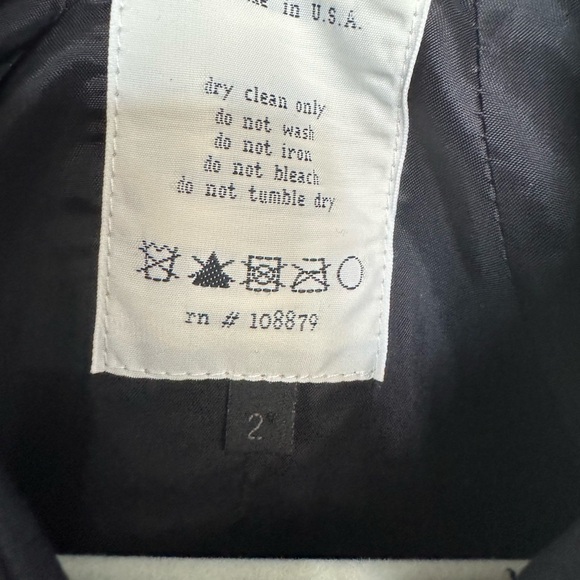 in U.S.A.
dry clean only
do not wash
do not iron
do not bleach
do not tumble dry
rn # 108879
2